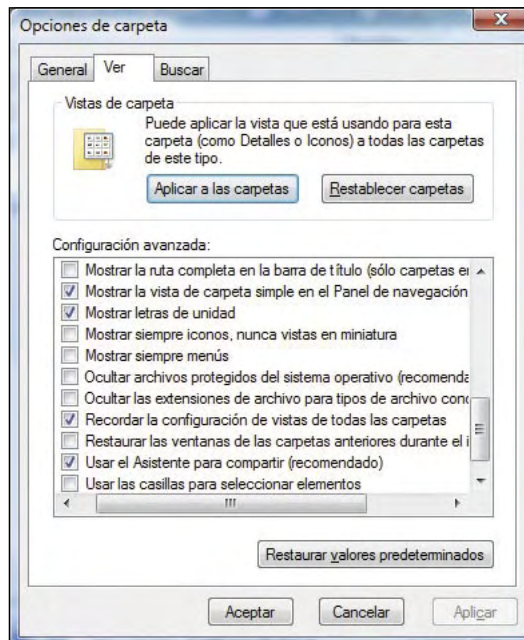 Opciones de carpeta
General Ver Buscar
Vistas de carpeta
Puede aplicar la vista que está usando para esta
carpeta (como Detalles o Iconos) a todas las carpetas
de este tipo.
Aplicar a las carpetas Restablecer carpetas
Configuración avanzada:
Mostrar la ruta completa en la barra de título (sólo carpetas en
Mostrar la vista de carpeta simple en el Panel de navegación
Mostrar letras de unidad
Mostrar siempre iconos, nunca vistas en miniatura
Mostrar siempre menús
Ocultar archivos protegidos del sistema operativo (recomenda
Ocultar las extensiones de archivo para tipos de archivo cono
Recordar la configuración de vistas de todas las carpetas
Restaurar las ventanas de las carpetas anteriores durante el i
Usar el Asistente para compartir (recomendado)
Usar las casillas para seleccionar elementos
Restaurar valores predeterminados
Aceptar Cancelar Aplicar